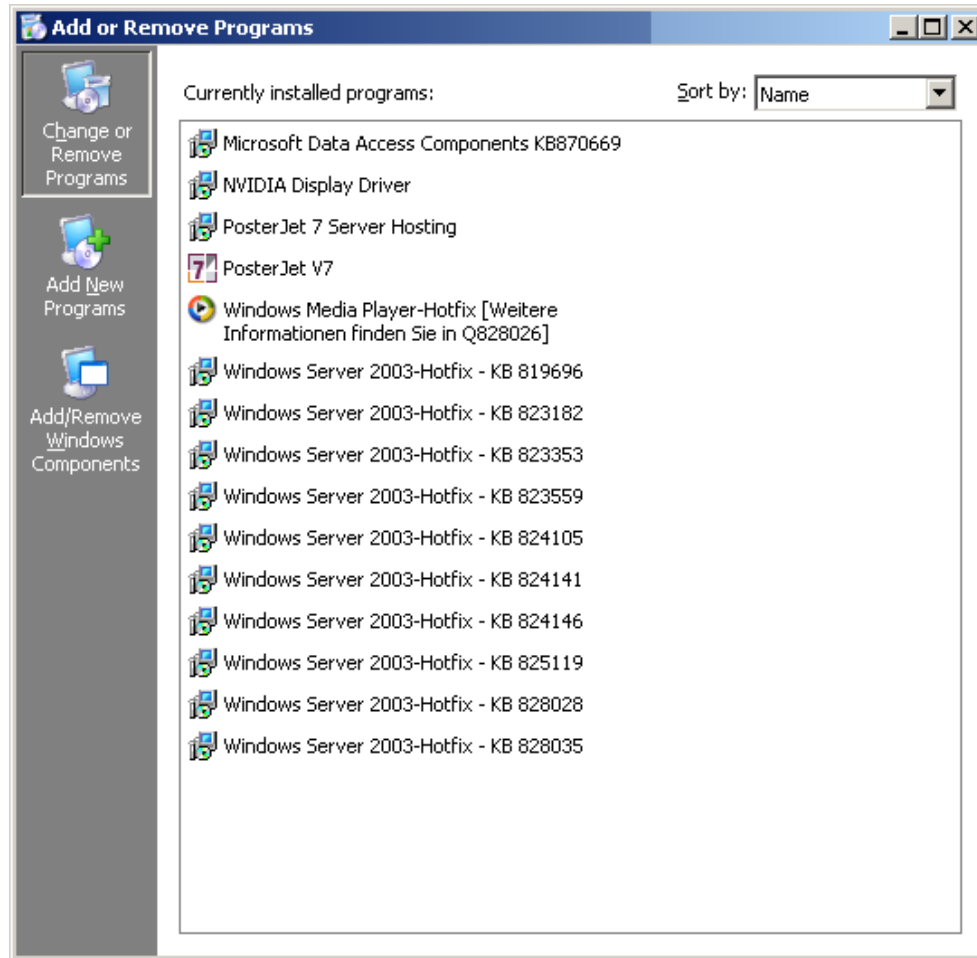 Add or Remove Programs
Change or
Remove
Programs
Add New
Programs
Add/Remove
Windows
Components
Currently installed programs:
Sort by:
Name
Microsoft Data Access Components KB870669
NVIDIA Display Driver
PosterJet 7 Server Hosting
7
PosterJet V7
Windows Media Player-Hotfix [Weitere
Informationen finden Sie in Q828026]
Windows Server 2003-Hotfix - KB 819696
Windows Server 2003-Hotfix - KB 823182
Windows Server 2003-Hotfix - KB 823353
Windows Server 2003-Hotfix - KB 823559
Windows Server 2003-Hotfix - KB 824105
Windows Server 2003-Hotfix - KB 824141
Windows Server 2003-Hotfix - KB 824146
Windows Server 2003-Hotfix - KB 825119
Windows Server 2003-Hotfix - KB 828028
Windows Server 2003-Hotfix - KB 828035